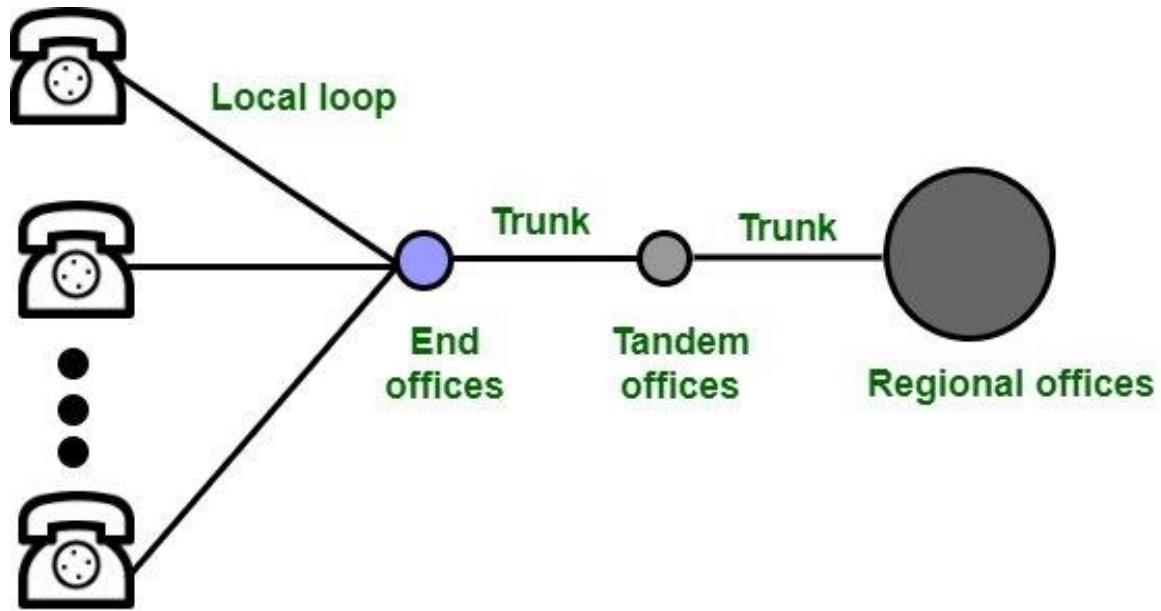 Local loop
Trunk
Trunk
End
offices
Tandem
offices
Regional offices